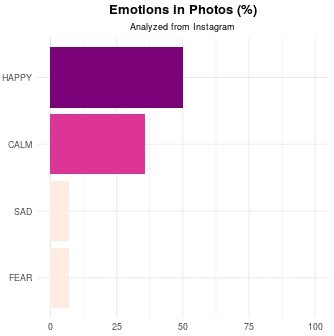 Emotions in Photos (%)
Analyzed from Instagram
HAPPY
CALM
SAD
FEAR
0 25 50 75 100